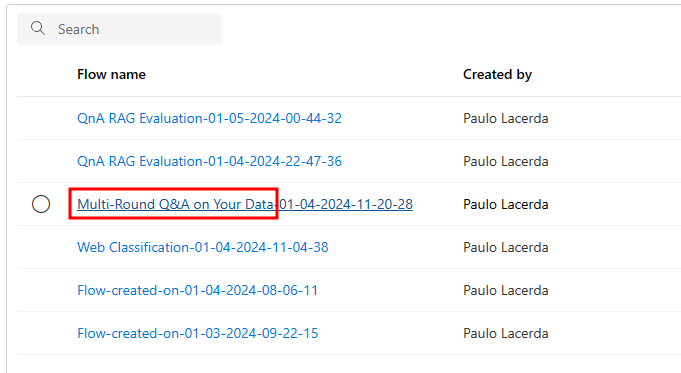 Search
Flow name Created by
QnA RAG Evaluation-01-05-2024-00-44-32 Paulo Lacerda
QnA RAG Evaluation-01-04-2024-22-47-36 Paulo Lacerda
Multi-Round Q&A on Your Data-01-04-2024-11-20-28 Paulo Lacerda
Web Classification-01-04-2024-11-04-38 Paulo Lacerda
Flow-created-on-01-04-2024-08-06-11 Paulo Lacerda
Flow-created-on-01-03-2024-09-22-15 Paulo Lacerda